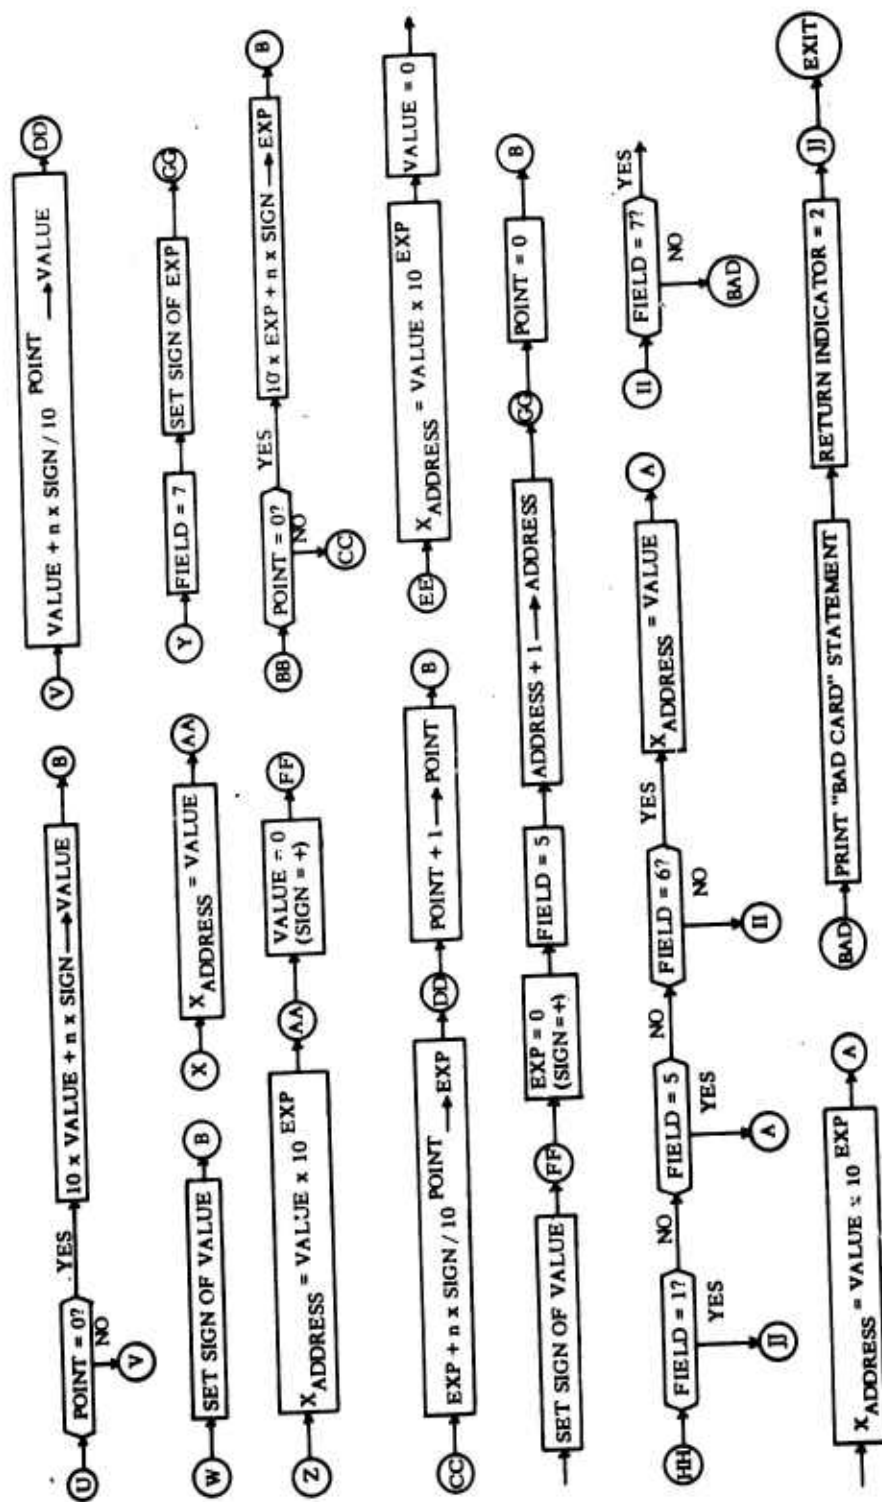 U
POINT = 0?
YES
NO
V
10 x VALUE + n x SIGN → VALUE
B
V
VALUE + n x SIGN / 10 POINT → VALUE
DD
W
SET SIGN OF VALUE
B
X
X ADDRESS = VALUE
AA
Y
FIELD = 7
SET SIGN OF EXP
GG
Z
X ADDRESS = VALUE x 10 EXP
AA
VALUE = 0
(SIGN = +)
FF
BB
POINT = 0?
YES
NO
CC
10 x EXP + n x SIGN → EXP
B
CC
EXP + n x SIGN / 10 POINT → EXP
DD
POINT + 1 → POINT
B
EE
X ADDRESS = VALUE x 10 EXP
VALUE = 0
SET SIGN OF VALUE
FF
EXP = 0
(SIGN = +)
FIELD = 5
ADDRESS + 1 → ADDRESS
GG
POINT = 0
B
HH
FIELD = 1?
YES
JJ
NO
FIELD = 5
YES
A
NO
FIELD = 6?
NO
II
YES
X ADDRESS = VALUE
A
II
FIELD = 7?
YES
NO
BAD
X ADDRESS = VALUE x 10 EXP
A
BAD
PRINT "BAD CARD" STATEMENT
RETURN INDICATOR = 2
JJ
EXIT